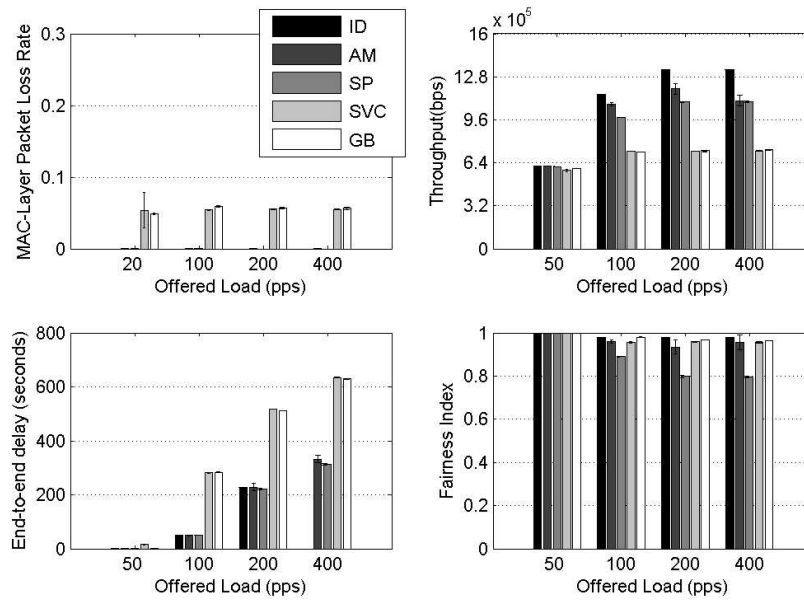 0.3
0.2
0.1
0
MAC-Layer Packet Loss Rate
20 100 200 400
Offered Load (pps)
ID
AM
SP
SVC
GB
x 10^5
16
12.8
9.6
6.4
3.2
0
Throughput(bps)
50 100 200 400
Offered Load (pps)
800
600
400
200
0
End-to-end delay (seconds)
50 100 200 400
Offered Load (pps)
1
0.8
0.6
0.4
0.2
0
Fairness Index
50 100 200 400
Offered Load (pps)